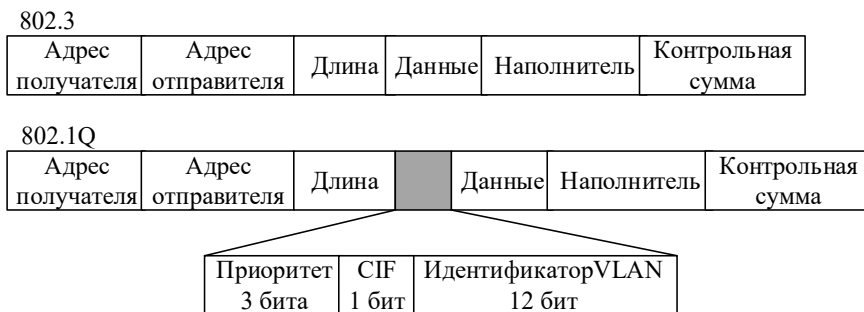 802.3
Адрес получателя
Адрес отправителя
Длина
Данные
Наполнитель
Контрольная сумма
802.1Q
Адрес получателя
Адрес отправителя
Длина
Данные
Наполнитель
Контрольная сумма
Приоритет
3 бита
CIF
1 бит
ИдентификаторVLAN
12 бит